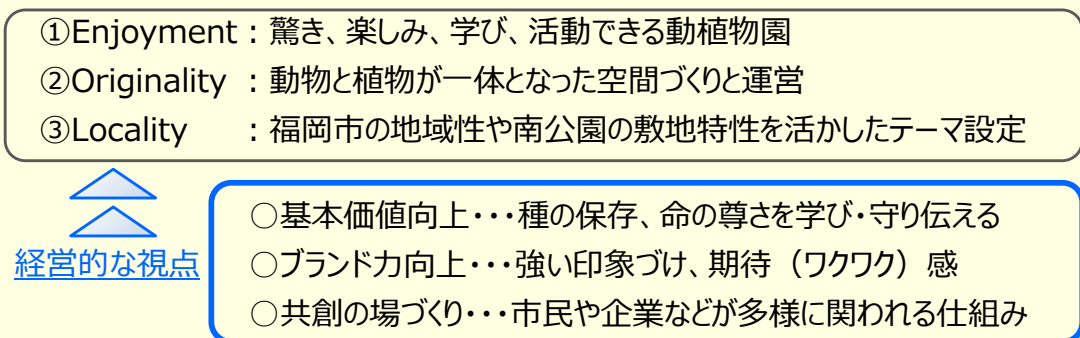 ①Enjoyment：驚き、楽しみ、学び、活動できる動植物園
②Originality：動物と植物が一体となった空間づくりと運営
③Locality：福岡市の地域性や南公園の敷地特性を活かしたテーマ設定
経営的な視点
○基本価値向上・・・種の保存、命の尊さを学び・守り伝える
○ブランド力向上・・・強い印象づけ、期待（ワクワク）感
○共創の場づくり・・・市民や企業などが多様に関われる仕組み